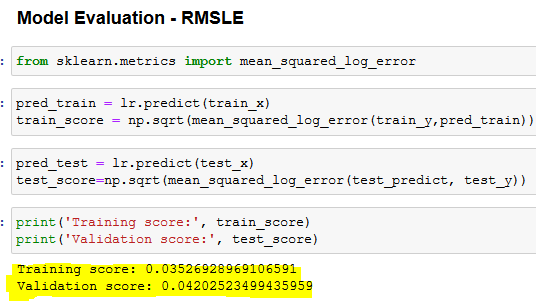 Model Evaluation - RMSLE
: from sklearn.metrics import mean_squared_log_error
: pred_train = lr.predict(train_x)
train_score = np.sqrt(mean_squared_log_error(train_y,pred_train))
: pred_test = lr.predict(test_x)
test_score=np.sqrt(mean_squared_log_error(test_predict, test_y))
: print('Training score:', train_score)
print('Validation score:', test_score)
Training score: 0.03526928969106591
Validation score: 0.04202523499435959